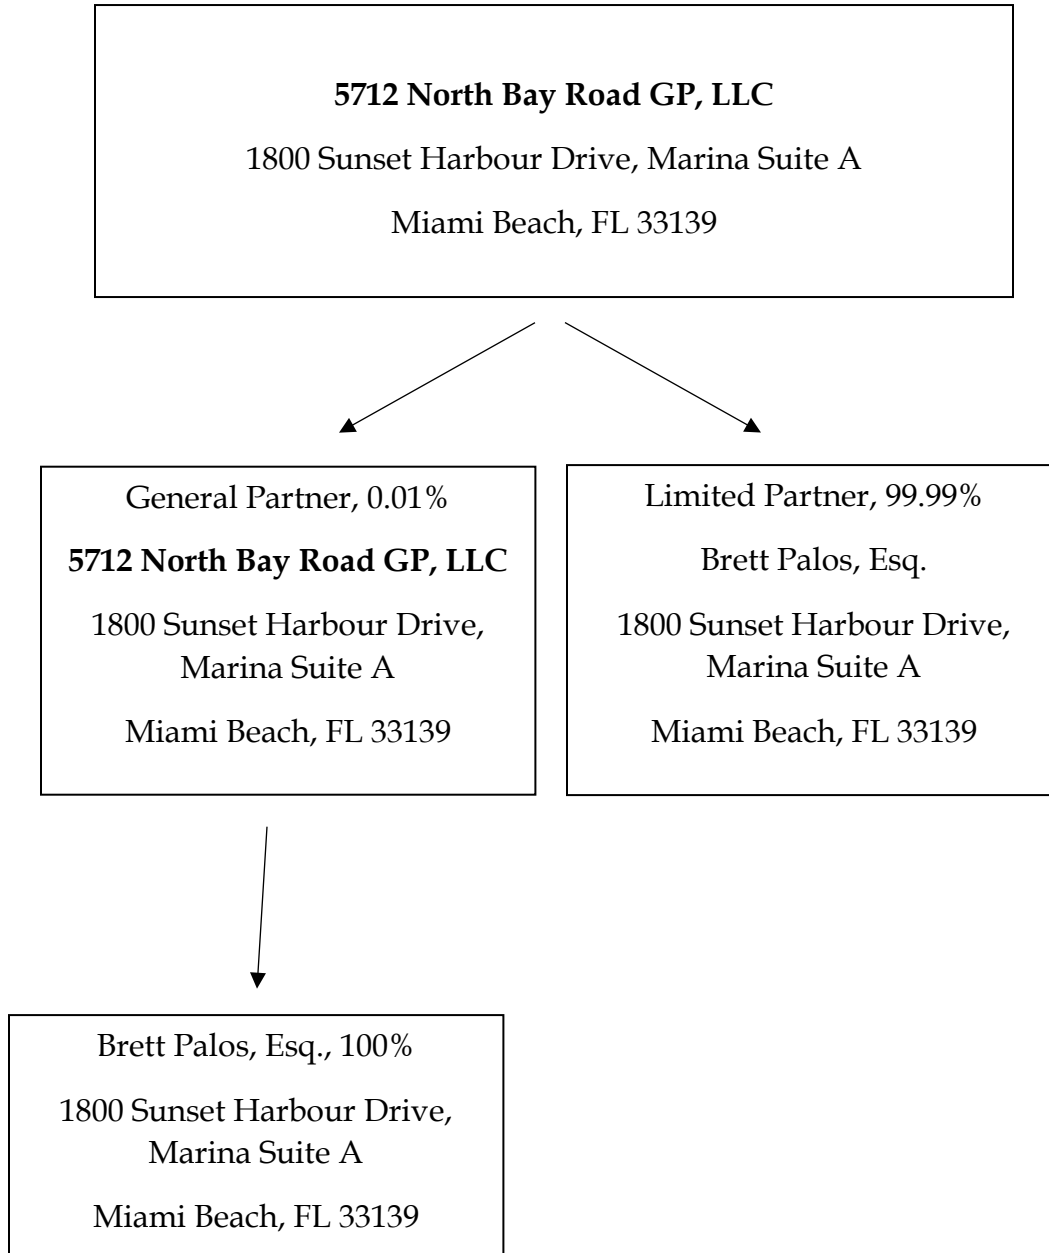 5712 North Bay Road GP, LLC
1800 Sunset Harbour Drive, Marina Suite A
Miami Beach, FL 33139
General Partner, 0.01%
5712 North Bay Road GP, LLC
1800 Sunset Harbour Drive,
Marina Suite A
Miami Beach, FL 33139
Limited Partner, 99.99%
Brett Palos, Esq.
1800 Sunset Harbour Drive,
Marina Suite A
Miami Beach, FL 33139
Brett Palos, Esq., 100%
1800 Sunset Harbour Drive,
Marina Suite A
Miami Beach, FL 33139